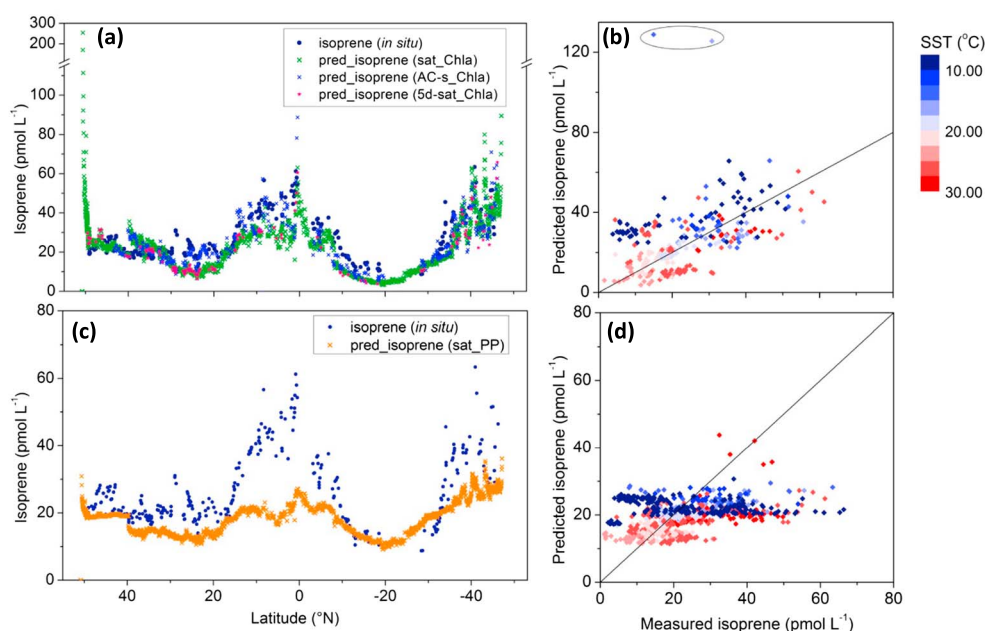 (a)
300
200
100
80
60
40
20
0
Isoprene (pmol L⁻¹)
isoprene (in situ)
pred_isoprene (sat_Chla)
pred_isoprene (AC-s_Chla)
pred_isoprene (5d-sat_Chla)
(b)
120
80
40
0
Predicted isoprene (pmol L⁻¹)
SST (°C)
10.00
20.00
30.00
(c)
80
60
40
20
0
Isoprene (pmol L⁻¹)
isoprene (in situ)
pred_isoprene (sat_PP)
40 20 0 -20 -40
Latitude (°N)
(d)
80
60
40
20
0
Predicted isoprene (pmol L⁻¹)
0 20 40 60 80
Measured isoprene (pmol L⁻¹)